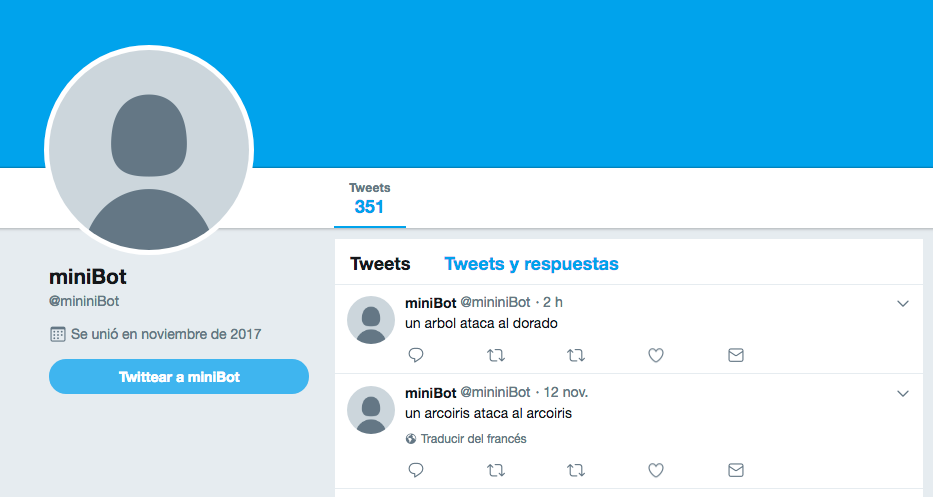 Tweets
351
miniBot
@mininiBot
Se unió en noviembre de 2017
Twittear a miniBot
Tweets Tweets y respuestas
miniBot @mininiBot · 2 h
un arbol ataca al dorado
miniBot @mininiBot · 12 nov.
un arcoiris ataca al arcoiris
Traducir del francés